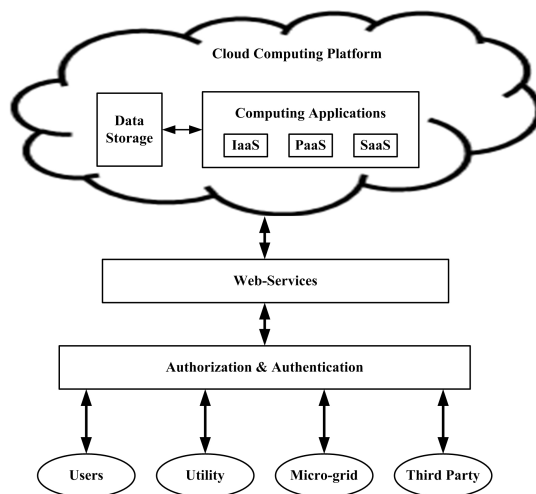 Cloud Computing Platform
Data
Storage
Computing Applications
IaaS PaaS SaaS
Web-Services
Authorization & Authentication
Users Utility Micro-grid Third Party